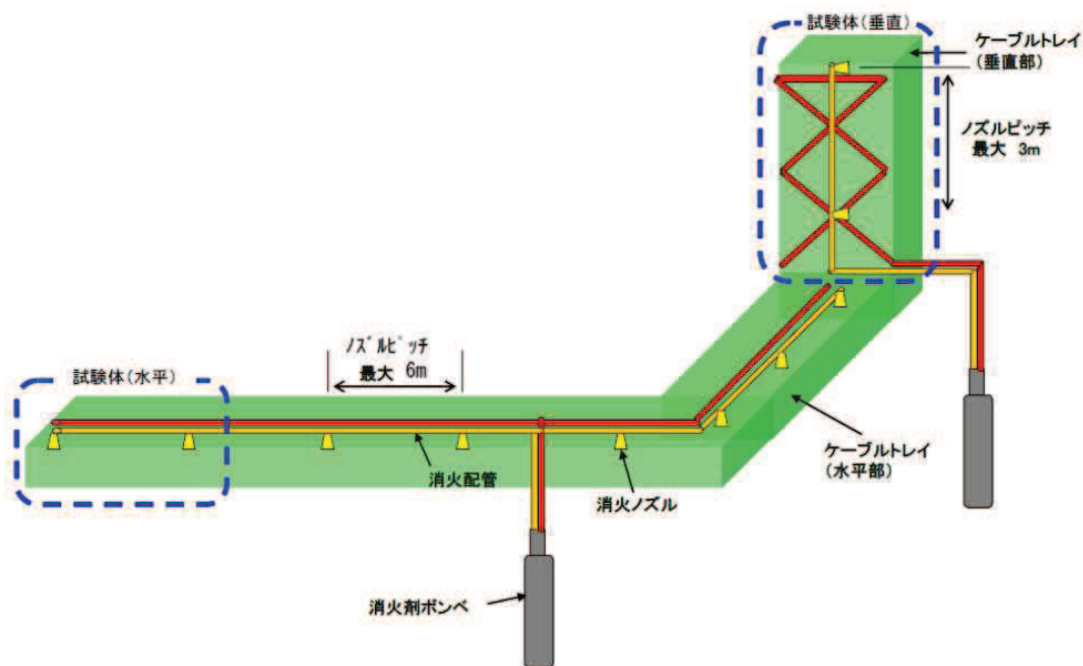 試験体(垂直)
ケーブルトレイ
(垂直部)
ノズルピッチ
最大 3m
ノズルピッチ
最大 6m
試験体(水平)
ケーブルトレイ
(水平部)
消火配管
消火ノズル
消火剤ボンベ